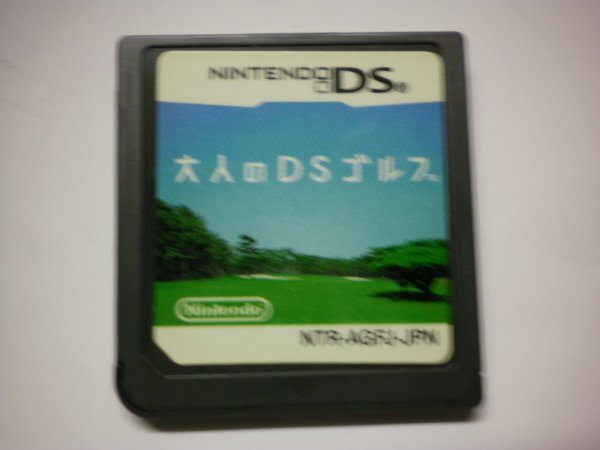 NINTENDO DS
大人のDSゴルフ
Nintendo
NTR-AGFJ-JPN